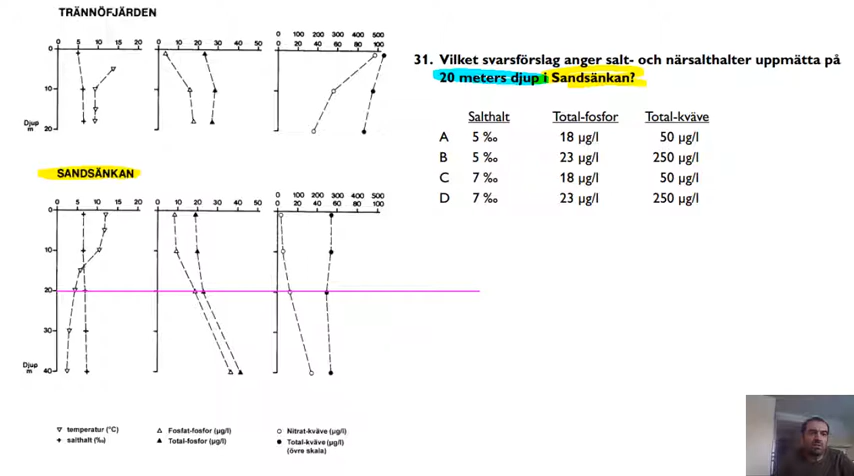 TRÄNNÖFJÄRDEN
0 5 10 15 20
0 10 20 30 40 50
0 100 200 300 400 500
0 20 40 60 80 100
0
10
20
Djup
m
SANDSÄNKAN
0 5 10 15 20
0 10 20 30 40 50
0 100 200 300 400 500
0 20 40 60 80 100
0
10
20
30
40
Djup
m
temperatur (°C)
salthalt (‰)
Fosfat-fosfor (µg/l)
Total-fosfor (µg/l)
Nitrat-kväve (µg/l)
Total-kväve (µg/l)
(övre skala)
31. Vilket svarsförslag anger salt- och närsalthalter uppmätta på
20 meters djup i Sandsänkan?
Salthalt Total-fosfor Total-kväve
A 5 ‰ 18 µg/l 50 µg/l
B 5 ‰ 23 µg/l 250 µg/l
C 7 ‰ 18 µg/l 50 µg/l
D 7 ‰ 23 µg/l 250 µg/l